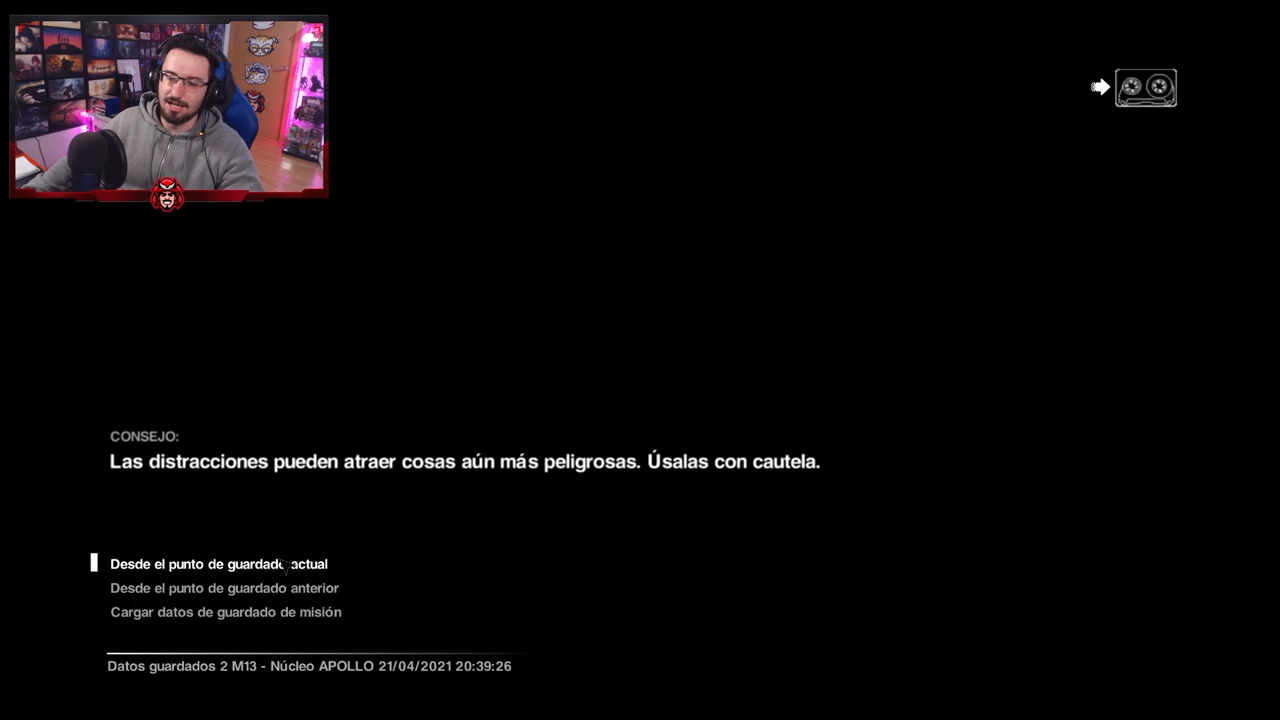 CONSEJO:
Las distracciones pueden atraer cosas aún más peligrosas. Úsalas con cautela.
Desde el punto de guardado actual
Desde el punto de guardado anterior
Cargar datos de guardado de misión
Datos guardados 2 M13 - Núcleo APOLLO 21/04/2021 20:39:26